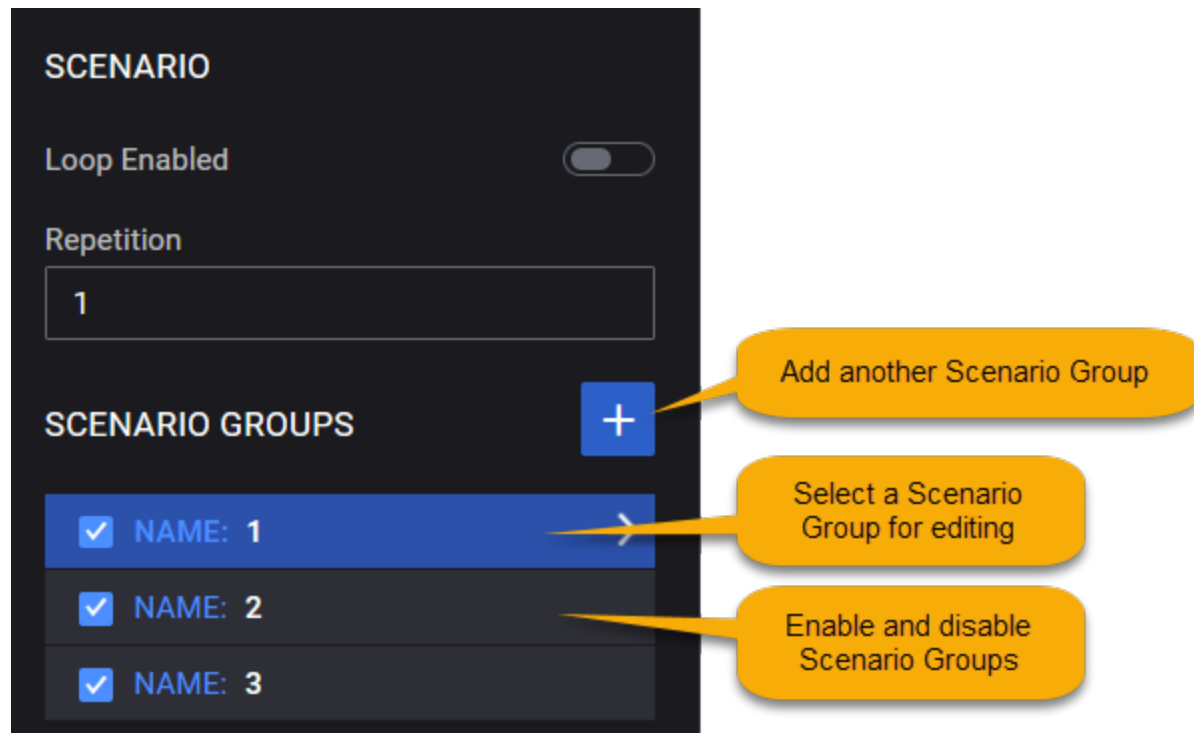 SCENARIO
Loop Enabled
Repetition
1
SCENARIO GROUPS
+
Add another Scenario Group
NAME: 1
Select a Scenario
Group for editing
NAME: 2
Enable and disable
Scenario Groups
NAME: 3